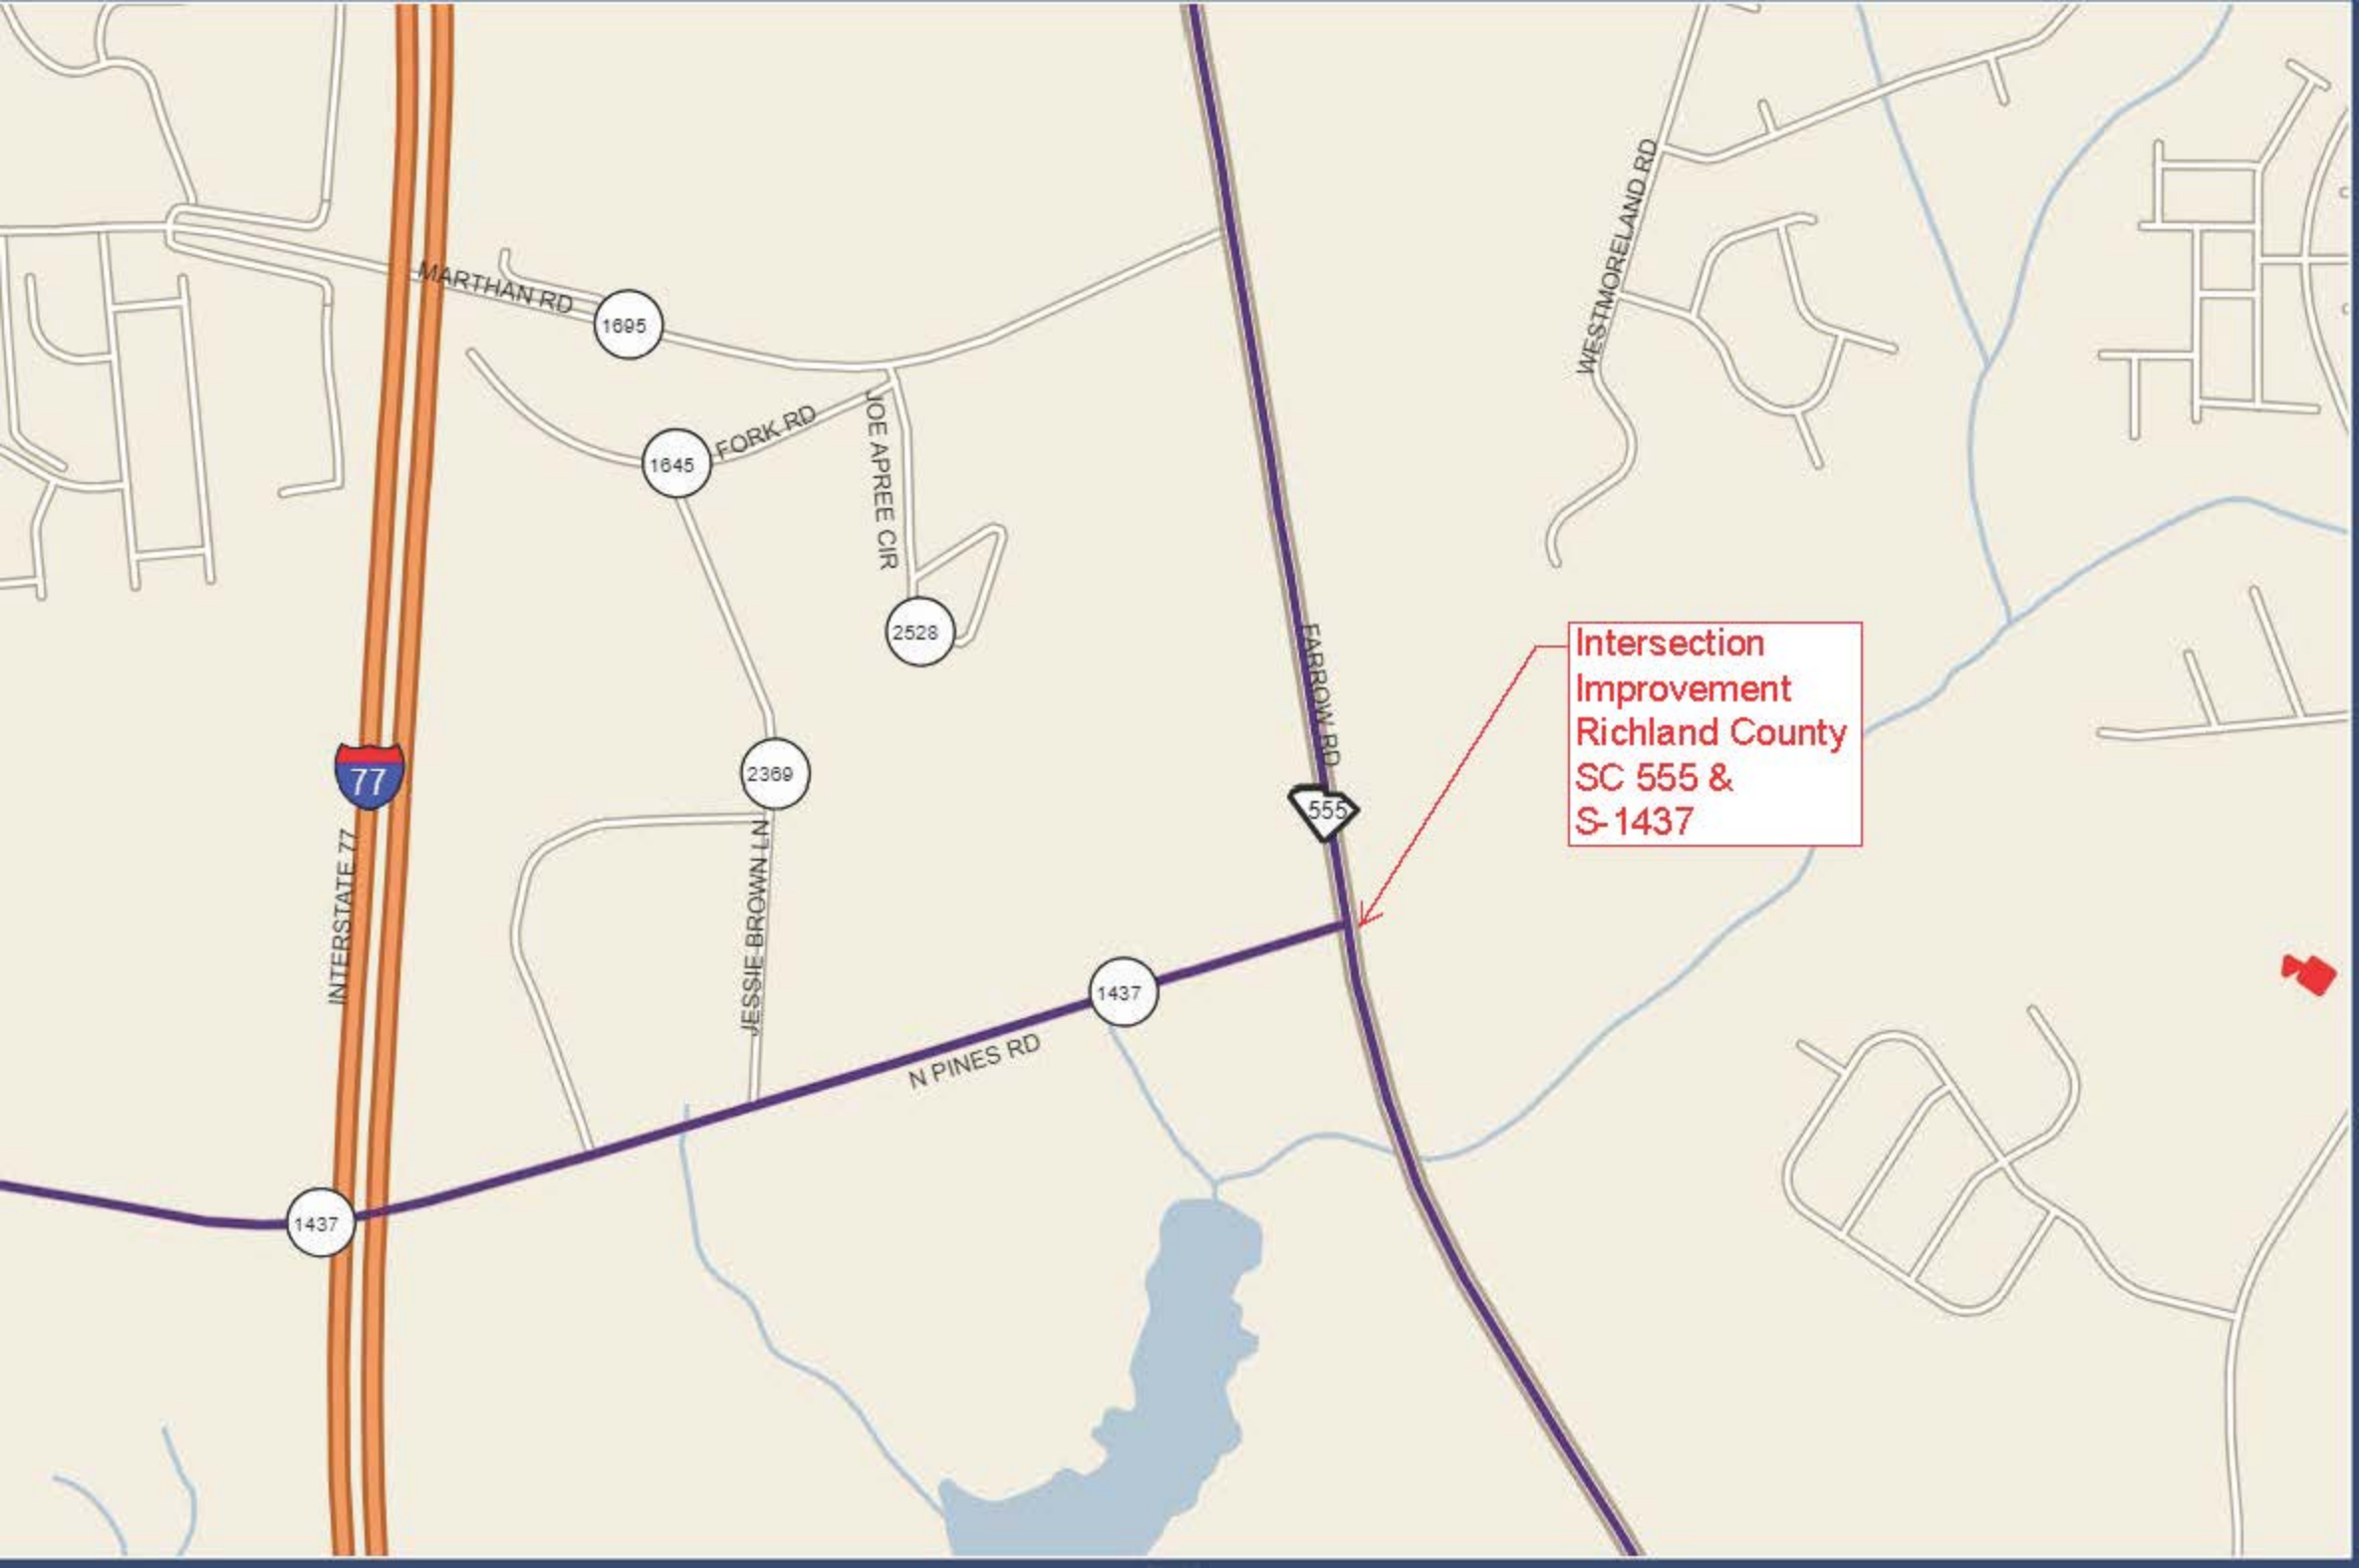 WESTMORELAND RD
MARTHAN RD
1695
FORK RD
1645
JOE APREE CIR
2528
FARROW RD
Intersection
Improvement
Richland County
SC 555 &
S-1437
77
2369
555
INTERSTATE 77
JESSIE BROWN LN
1437
N PINES RD
1437